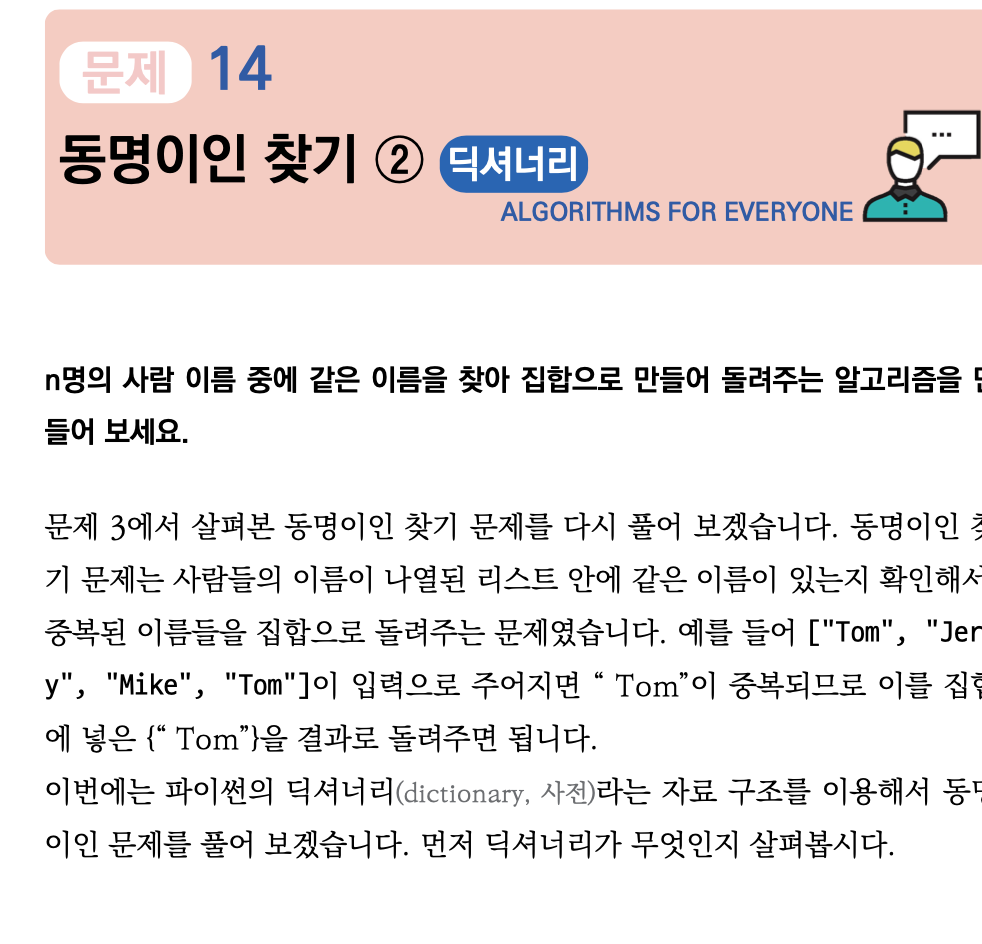 문제 14
동명이인 찾기 ② 딕셔너리
...
ALGORITHMS FOR EVERYONE
n명의 사람 이름 중에 같은 이름을 찾아 집합으로 만들어 돌려주는 알고리즘을
들어 보세요.
문제 3에서 살펴본 동명이인 찾기 문제를 다시 풀어 보겠습니다. 동명이인
기 문제는 사람들의 이름이 나열된 리스트 안에 같은 이름이 있는지 확인해서
중복된 이름들을 집합으로 돌려주는 문제였습니다. 예를 들어 ["Tom", "Jer
y", "Mike", "Tom"]이 입력으로 주어지면 “ Tom”이 중복되므로 이를 집합
에 넣은 {“ Tom”}을 결과로 돌려주면 됩니다.
이번에는 파이썬의 딕셔너리(dictionary, 사전)라는 자료 구조를 이용해서 동명
이인 문제를 풀어 보겠습니다. 먼저 딕셔너리가 무엇인지 살펴봅시다.